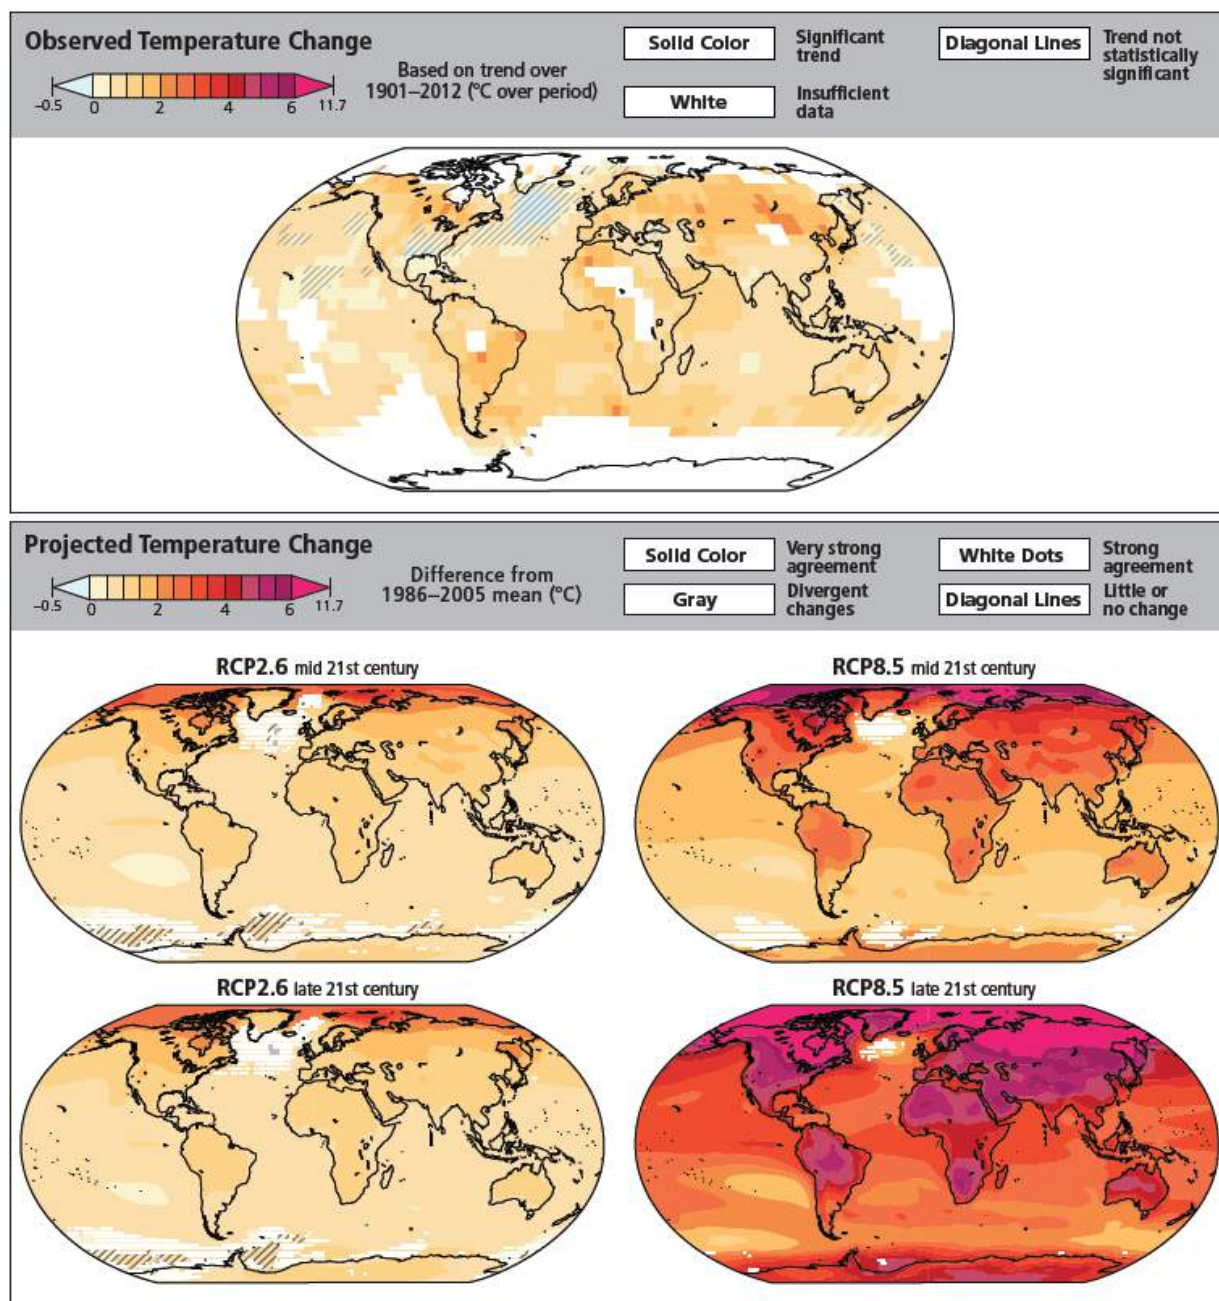 Observed Temperature Change
–0.5 0 2 4 6 11.7
Based on trend over
1901–2012 (°C over period)
Solid Color
Significant
trend
White
Insufficient
data
Diagonal Lines
Trend not
statistically
significant
Projected Temperature Change
–0.5 0 2 4 6 11.7
Difference from
1986–2005 mean (°C)
Solid Color
Very strong
agreement
Gray
Divergent
changes
White Dots
Strong
agreement
Diagonal Lines
Little or
no change
RCP2.6 mid 21st century
RCP8.5 mid 21st century
RCP2.6 late 21st century
RCP8.5 late 21st century